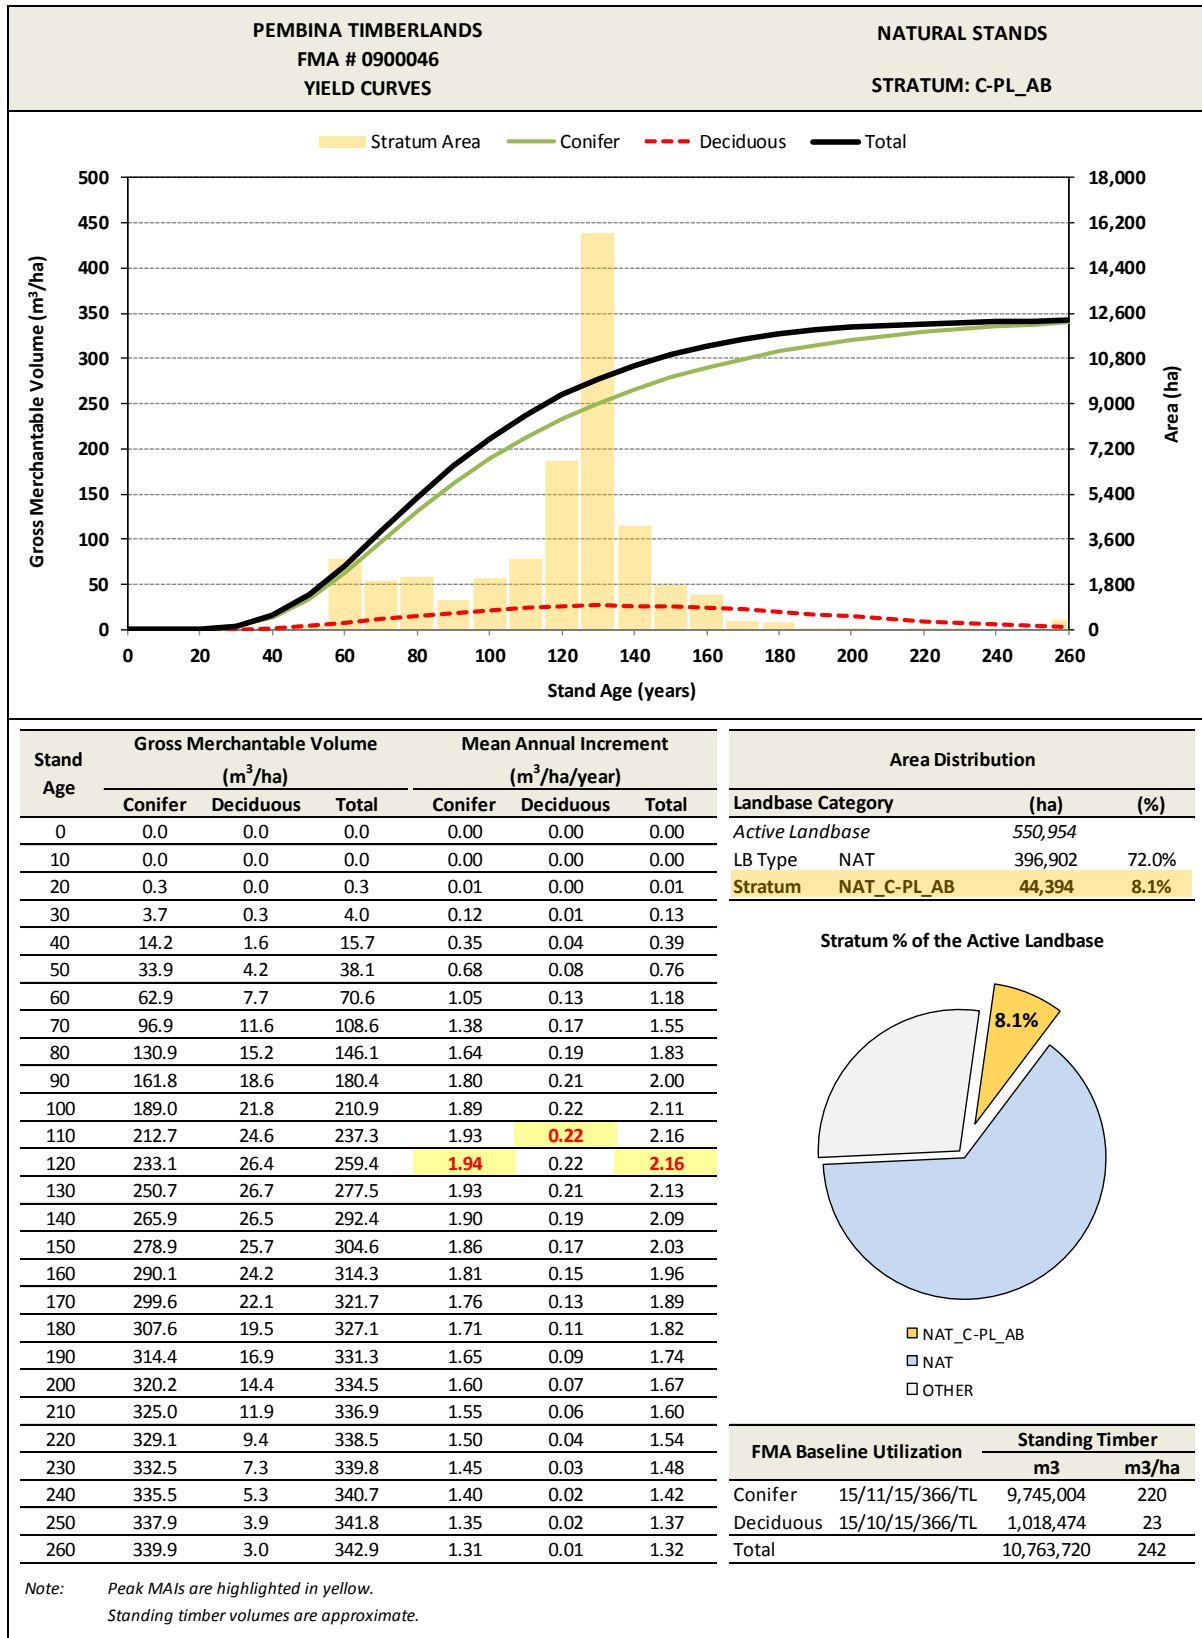 PEMBINA TIMBERLANDS
FMA # 0900046
YIELD CURVES
NATURAL STANDS
STRATUM: C-PL_AB
Stratum Area Conifer Deciduous Total
Gross Merchantable Volume (m³/ha)
500
450
400
350
300
250
200
150
100
50
0
18,000
16,200
14,400
12,600
10,800
9,000
7,200
5,400
3,600
1,800
0
Area (ha)
0 20 40 60 80 100 120 140 160 180 200 220 240 260
Stand Age (years)
Stand Age Gross Merchantable Volume (m³/ha) Mean Annual Increment (m³/ha/year)
Conifer Deciduous Total Conifer Deciduous Total
0 0.0 0.0 0.0 0.00 0.00 0.00
10 0.0 0.0 0.0 0.00 0.00 0.00
20 0.3 0.0 0.3 0.01 0.00 0.01
30 3.7 0.3 4.0 0.12 0.01 0.13
40 14.2 1.6 15.7 0.35 0.04 0.39
50 33.9 4.2 38.1 0.68 0.08 0.76
60 62.9 7.7 70.6 1.05 0.13 1.18
70 96.9 11.6 108.6 1.38 0.17 1.55
80 130.9 15.2 146.1 1.64 0.19 1.83
90 161.8 18.6 180.4 1.80 0.21 2.00
100 189.0 21.8 210.9 1.89 0.22 2.11
110 212.7 24.6 237.3 1.93 0.22 2.16
120 233.1 26.4 259.4 1.94 0.22 2.16
130 250.7 26.7 277.5 1.93 0.21 2.13
140 265.9 26.5 292.4 1.90 0.19 2.09
150 278.9 25.7 304.6 1.86 0.17 2.03
160 290.1 24.2 314.3 1.81 0.15 1.96
170 299.6 22.1 321.7 1.76 0.13 1.89
180 307.6 19.5 327.1 1.71 0.11 1.82
190 314.4 16.9 331.3 1.65 0.09 1.74
200 320.2 14.4 334.5 1.60 0.07 1.67
210 325.0 11.9 336.9 1.55 0.06 1.60
220 329.1 9.4 338.5 1.50 0.04 1.54
230 332.5 7.3 339.8 1.45 0.03 1.48
240 335.5 5.3 340.7 1.40 0.02 1.42
250 337.9 3.9 341.8 1.35 0.02 1.37
260 339.9 3.0 342.9 1.31 0.01 1.32
Area Distribution
Landbase Category (ha) (%)
Active Landbase 550,954
LB Type NAT 396,902 72.0%
Stratum NAT_C-PL_AB 44,394 8.1%
Stratum % of the Active Landbase
8.1%
NAT_C-PL_AB
NAT
OTHER
FMA Baseline Utilization Standing Timber
m3 m3/ha
Conifer 15/11/15/366/TL 9,745,004 220
Deciduous 15/10/15/366/TL 1,018,474 23
Total 10,763,720 242
Note: Peak MAIs are highlighted in yellow.
Standing timber volumes are approximate.